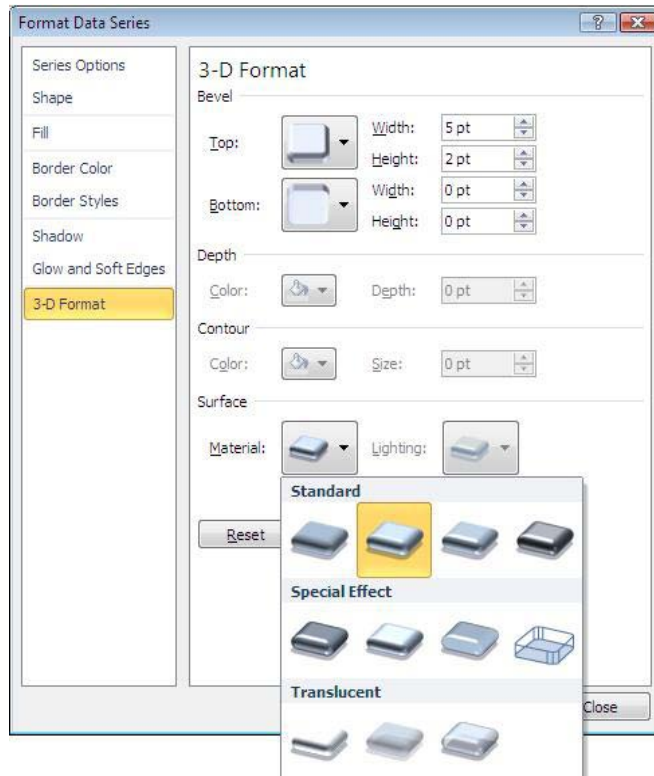 Format Data Series
Series Options
Shape
Fill
Border Color
Border Styles
Shadow
Glow and Soft Edges
3-D Format
3-D Format
Bevel
Top:
Width: 5 pt
Height: 2 pt
Bottom:
Width: 0 pt
Height: 0 pt
Depth
Color:
Depth: 0 pt
Contour
Color:
Size: 0 pt
Surface
Material:
Lighting:
Standard
Reset
Special Effect
Translucent
Close